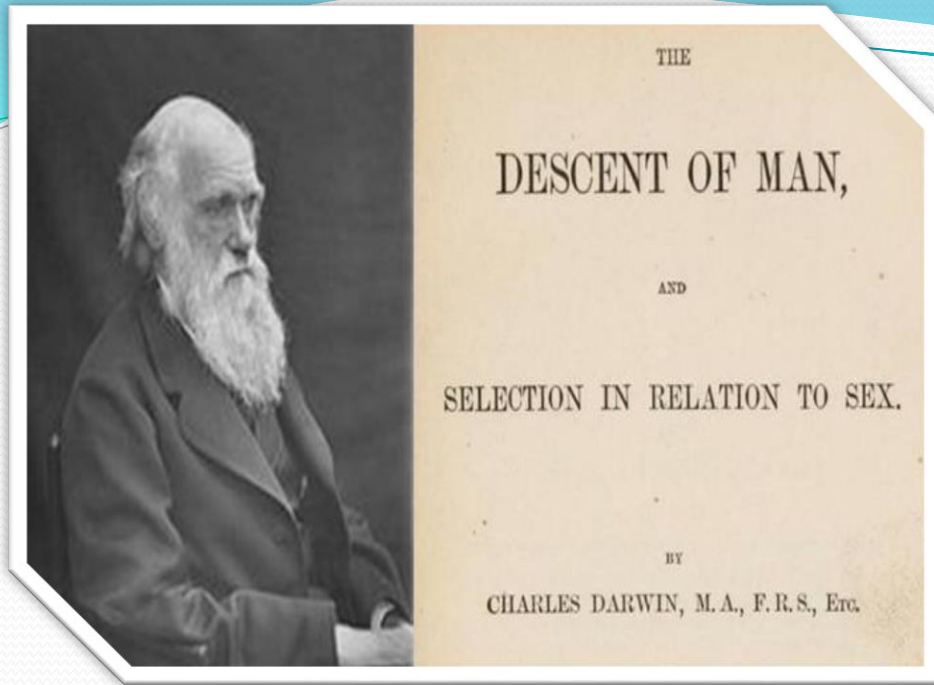 THE
DESCENT OF MAN,
AND
SELECTION IN RELATION TO SEX.
BY
CHARLES DARWIN, M.A., F.R.S., ETC.